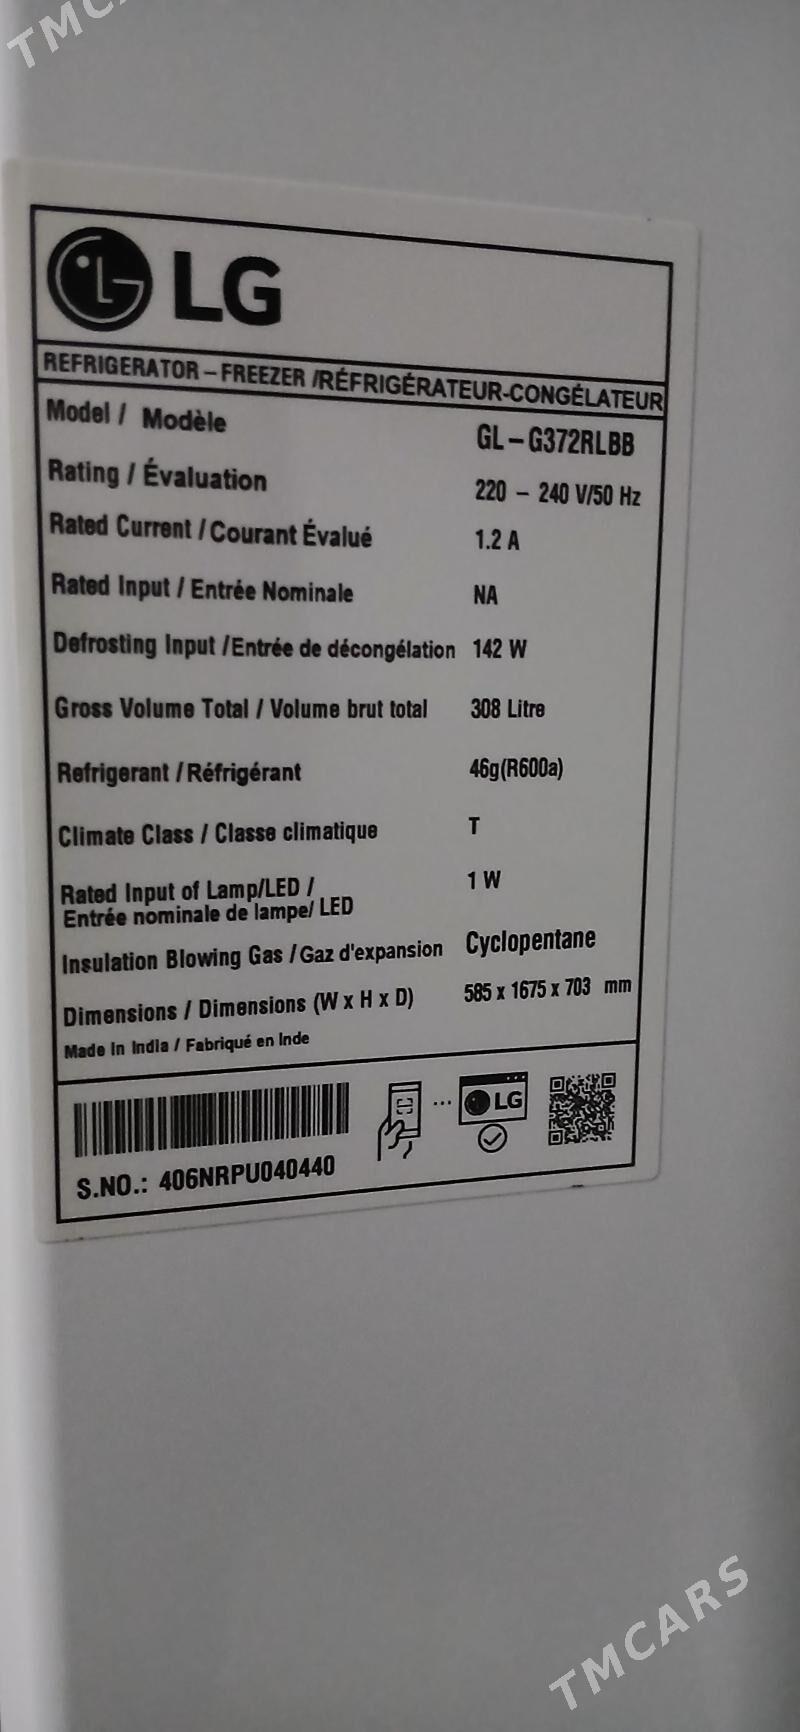 TMCA
LG
REFRIGERATOR – FREEZER /RÉFRIGÉRATEUR-CONGÉLATEUR
Model / Modèle GL – G372RLBB
Rating / Évaluation 220 – 240 V/50 Hz
Rated Current / Courant Évalué 1.2 A
Rated Input / Entrée Nominale NA
Defrosting Input /Entrée de décongélation 142 W
Gross Volume Total / Volume brut total 308 Litre
Refrigerant / Réfrigérant 46g(R600a)
Climate Class / Classe climatique T
Rated Input of Lamp/LED / 1 W
Entrée nominale de lampe/ LED
Insulation Blowing Gas / Gaz d'expansion Cyclopentane
Dimensions / Dimensions (W x H x D) 585 x 1675 x 703 mm
Made In India / Fabriqué en Inde
LG
S.NO.: 406NRPU040440
TMCARS